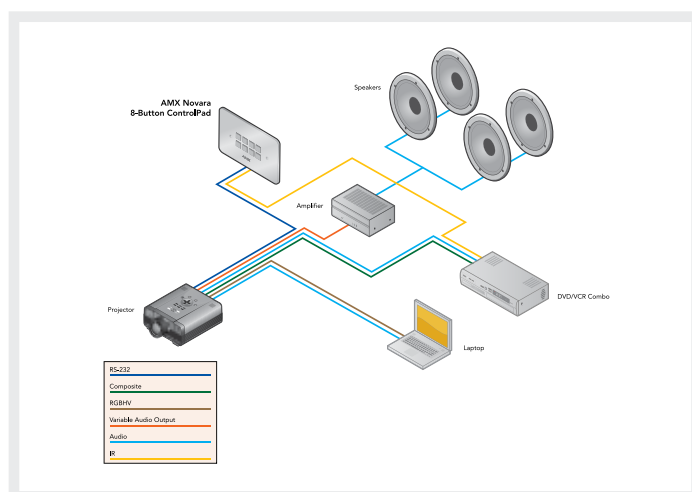 Speakers
AMX Novara
8-Button ControlPad
Amplifier
DVD/VCR Combo
Projector
Laptop
RS-232
Composite
RGBHV
Variable Audio Output
Audio
IR